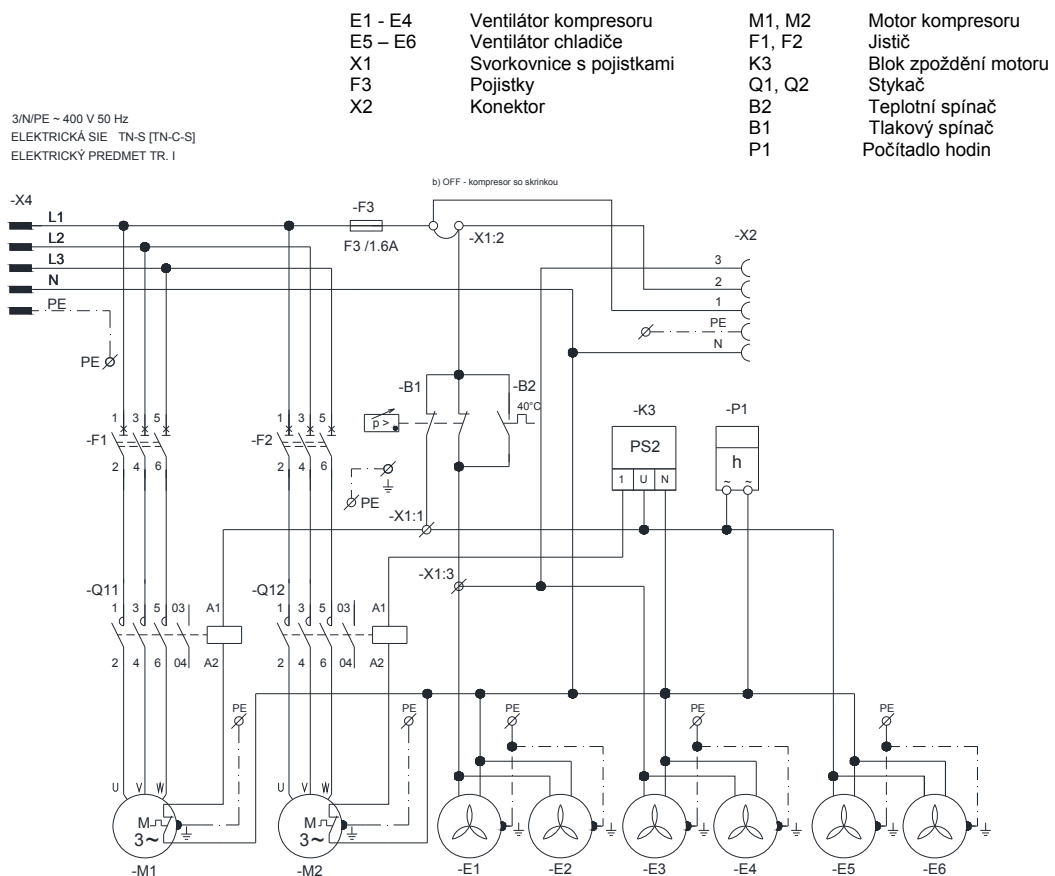 E1 - E4 Ventilátor kompresoru
E5 – E6 Ventilátor chladiče
X1 Svorkovnice s pojistkami
F3 Pojistky
X2 Konektor
M1, M2 Motor kompresoru
F1, F2 Jistič
K3 Blok zpoždění motoru
Q1, Q2 Stykač
B2 Teplotní spínač
B1 Tlakový spínač
P1 Počítadlo hodin
3/N/PE ~ 400 V 50 Hz
ELEKTRICKÁ SIE TN-S [TN-C-S]
ELEKTRICKÝ PREDMET TR. I
b) OFF - kompresor so skrinkou
-X4
L1
L2
L3
N
PE
PE
-F3
F3 /1.6A
-X1:2
-X2
3
2
1
PE
N
-B1
-B2
40°C
p >
-K3
PS2
1 U N
-P1
h
~ ~
-F1
1 3 5
2 4 6
-F2
1 3 5
2 4 6
PE
-X1:1
-X1:3
-Q11
1 3 5 03 A1
2 4 6 04 A2
-Q12
1 3 5 03 A1
2 4 6 04 A2
PE PE PE PE PE
U V W
U V W
M
3~
M
3~
-M1 -M2 -E1 -E2 -E3 -E4 -E5 -E6